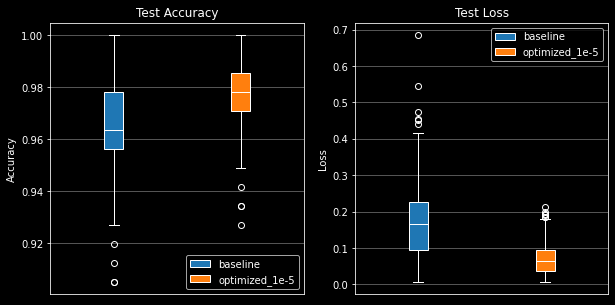 Test Accuracy
Accuracy
1.00
0.98
0.96
0.94
0.92
baseline
optimized_1e-5
Test Loss
Loss
0.7
0.6
0.5
0.4
0.3
0.2
0.1
0.0
baseline
optimized_1e-5